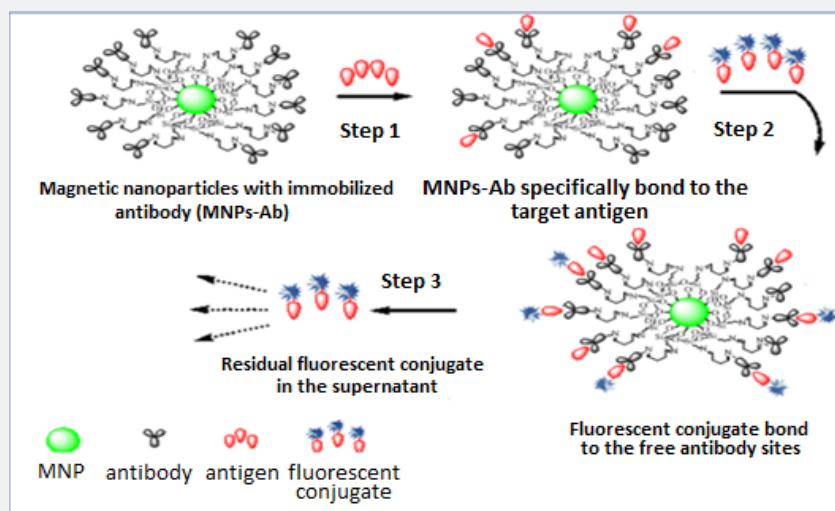 Step 1
Step 2
Magnetic nanoparticles with immobilized
antibody (MNPs-Ab)
MNPs-Ab specifically bond to the
target antigen
Step 3
Residual fluorescent conjugate
in the supernatant
Fluorescent conjugate bond
to the free antibody sites
MNP
antibody
antigen
fluorescent
conjugate